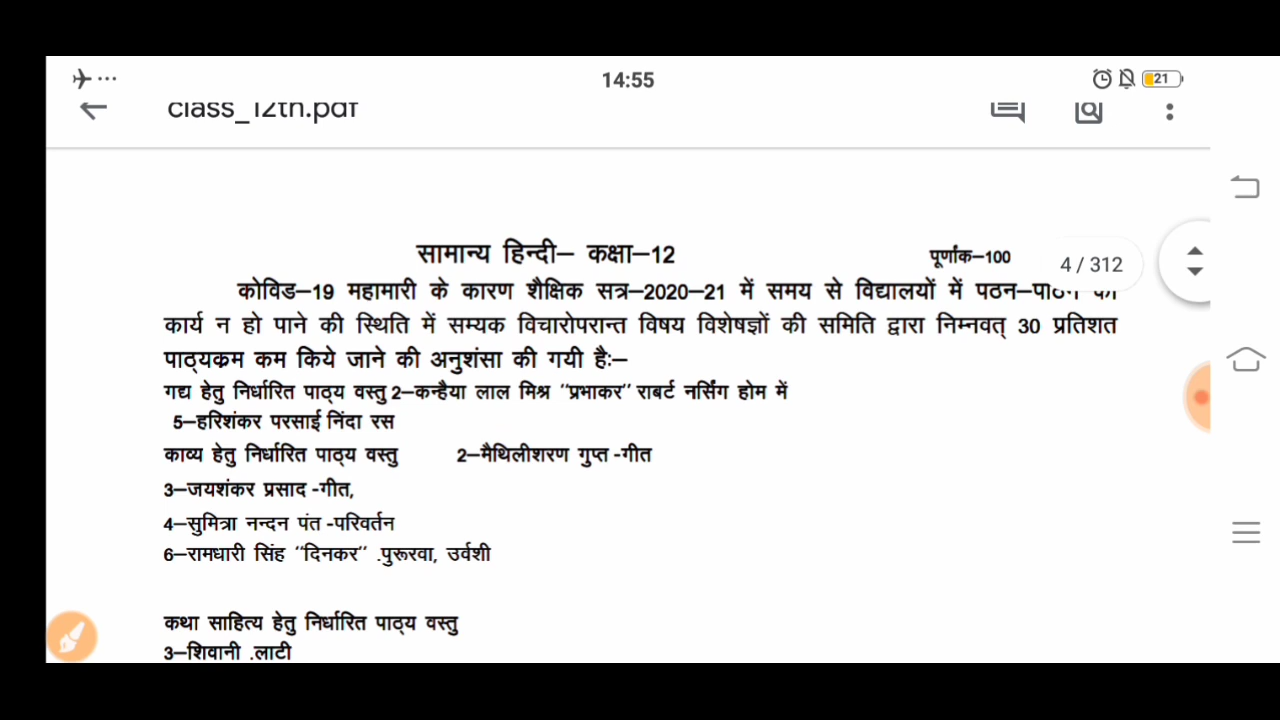 14:55
21
class_12th.pdf
सामान्य हिन्दी– कक्षा–12 पूर्णांक–100
4 / 312
कोविड–19 महामारी के कारण शैक्षिक सत्र–2020–21 में समय से विद्यालयों में पठन–पाठन का
कार्य न हो पाने की स्थिति में सम्यक विचारोपरान्त विषय विशेषज्ञों की समिति द्वारा निम्नवत् 30 प्रतिशत
पाठ्यक्रम कम किये जाने की अनुशंसा की गयी हैः–
गद्य हेतु निर्धारित पाठ्य वस्तु 2–कन्हैया लाल मिश्र "प्रभाकर" राबर्ट नर्सिंग होम में
5–हरिशंकर परसाई निंदा रस
काव्य हेतु निर्धारित पाठ्य वस्तु 2–मैथिलीशरण गुप्त -गीत
3–जयशंकर प्रसाद -गीत,
4–सुमित्रा नन्दन पंत -परिवर्तन
6–रामधारी सिंह "दिनकर" .पुरूरवा, उर्वशी
कथा साहित्य हेतु निर्धारित पाठ्य वस्तु
3–शिवानी .लाटी